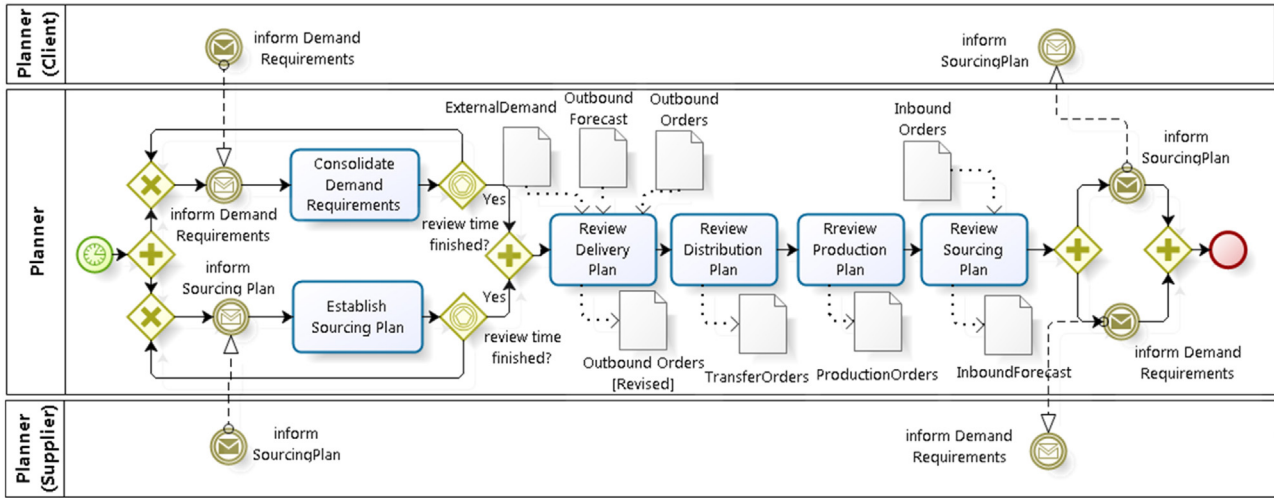 Planner
(Client)
inform Demand
Requirements
inform
SourcingPlan
Planner
ExternalDemand
Outbound
Forecast
Outbound
Orders
Inbound
Orders
inform
SourcingPlan
Consolidate
Demand
Requirements
inform Demand
Requirements
Yes
review time
finished?
inform
Sourcing Plan
Establish
Sourcing Plan
Yes
review time
finished?
Review
Delivery
Plan
Review
Distribution
Plan
Rreview
Production
Plan
Review
Sourcing
Plan
Outbound Orders
[Revised]
TransferOrders
ProductionOrders
InboundForecast
inform Demand
Requirements
Planner
(Supplier)
inform
SourcingPlan
inform Demand
Requirements